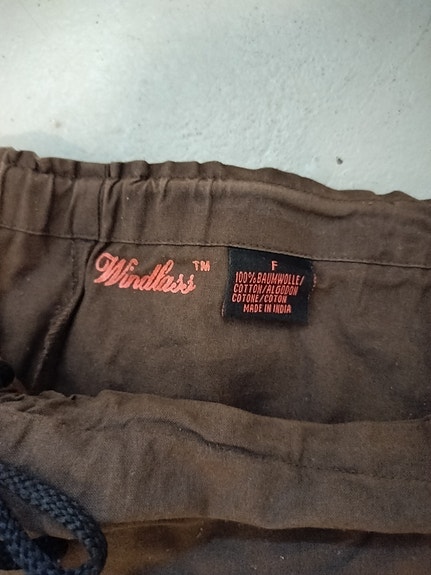 Windlass™
F
100%BAUMWOLLE/
COTTON/ALGODON
COTONE/COTON
MADE IN INDIA